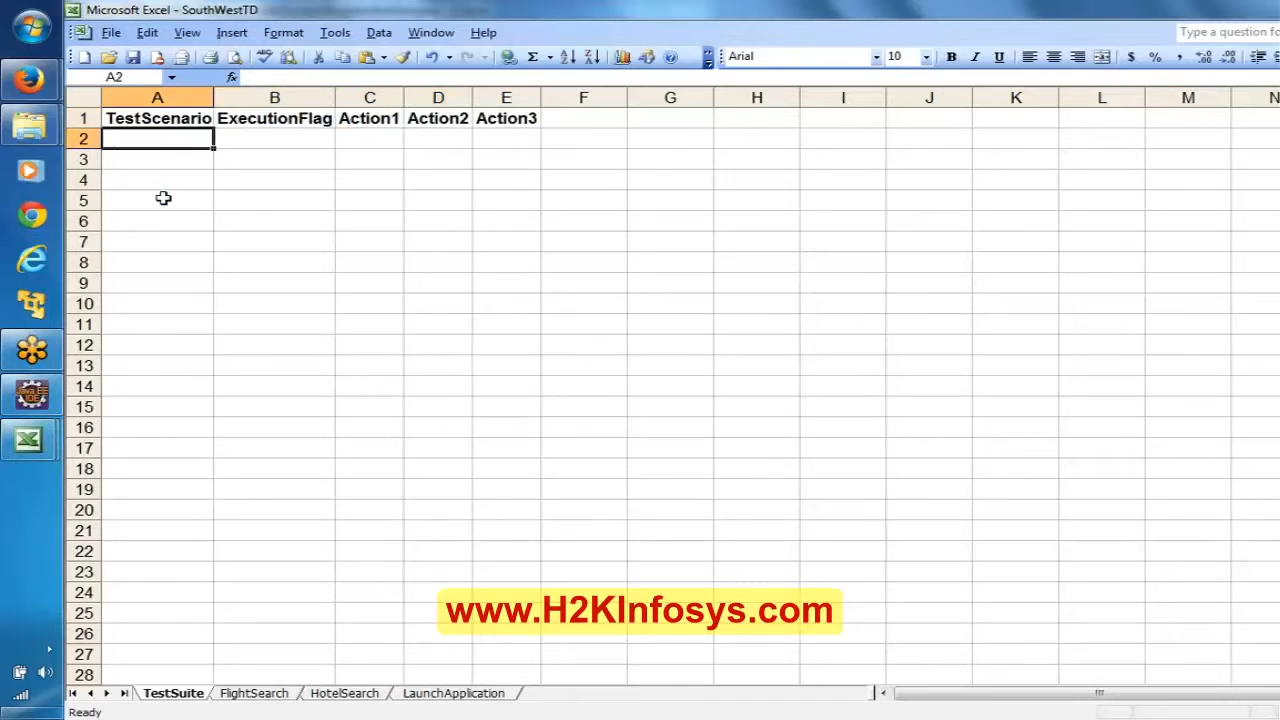 Microsoft Excel - SouthWestTD
File Edit View Insert Format Tools Data Window Help
Type a question fo
Arial 10 B I U $ % , 
A2 fx
A B C D E F G H I J K L M N
1 TestScenario ExecutionFlag Action1 Action2 Action3
2
3
4
5
6
7
8
9
10
11
12
13
14
15
16
17
18
19
20
21
22
23
24
25
26
27
28
www.H2KInfosys.com
TestSuite FlightSearch HotelSearch LaunchApplication
Ready